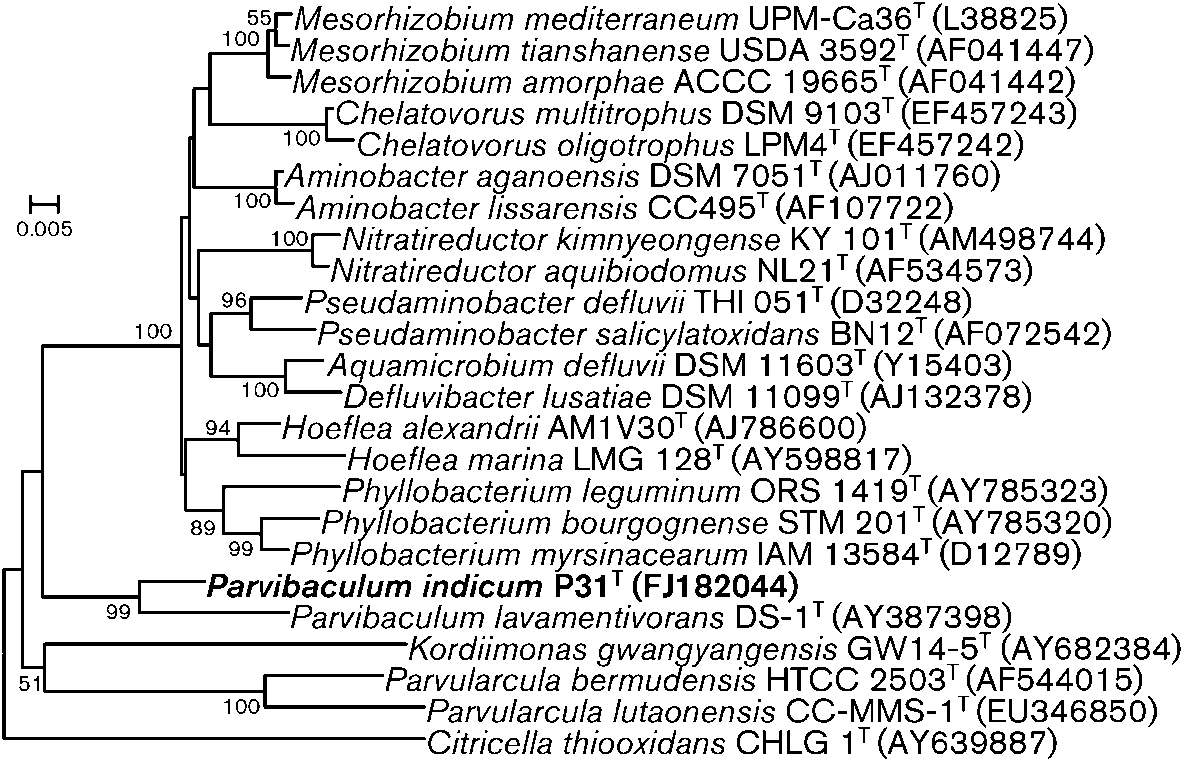 55
Mesorhizobium mediterraneum UPM-Ca36T (L38825)
100
Mesorhizobium tianshanense USDA 3592T (AF041447)
Mesorhizobium amorphae ACCC 19665T (AF041442)
Chelatovorus multitrophus DSM 9103T (EF457243)
100
Chelatovorus oligotrophus LPM4T (EF457242)
Aminobacter aganoensis DSM 7051T (AJ011760)
100
Aminobacter lissarensis CC495T (AF107722)
0.005
100
Nitratireductor kimnyeongense KY 101T (AM498744)
Nitratireductor aquibiodomus NL21T (AF534573)
96
Pseudaminobacter defluvii THI 051T (D32248)
100
Pseudaminobacter salicylatoxidans BN12T (AF072542)
Aquamicrobium defluvii DSM 11603T (Y15403)
100
Defluvibacter lusatiae DSM 11099T (AJ132378)
94
Hoeflea alexandrii AM1V30T (AJ786600)
Hoeflea marina LMG 128T (AY598817)
Phyllobacterium leguminum ORS 1419T (AY785323)
89
Phyllobacterium bourgognense STM 201T (AY785320)
99
Phyllobacterium myrsinacearum IAM 13584T (D12789)
Parvibaculum indicum P31T (FJ182044)
99
Parvibaculum lavamentivorans DS-1T (AY387398)
Kordiimonas gwangyangensis GW14-5T (AY682384)
51
Parvularcula bermudensis HTCC 2503T (AF544015)
100
Parvularcula lutaonensis CC-MMS-1T (EU346850)
Citricella thiooxidans CHLG 1T (AY639887)